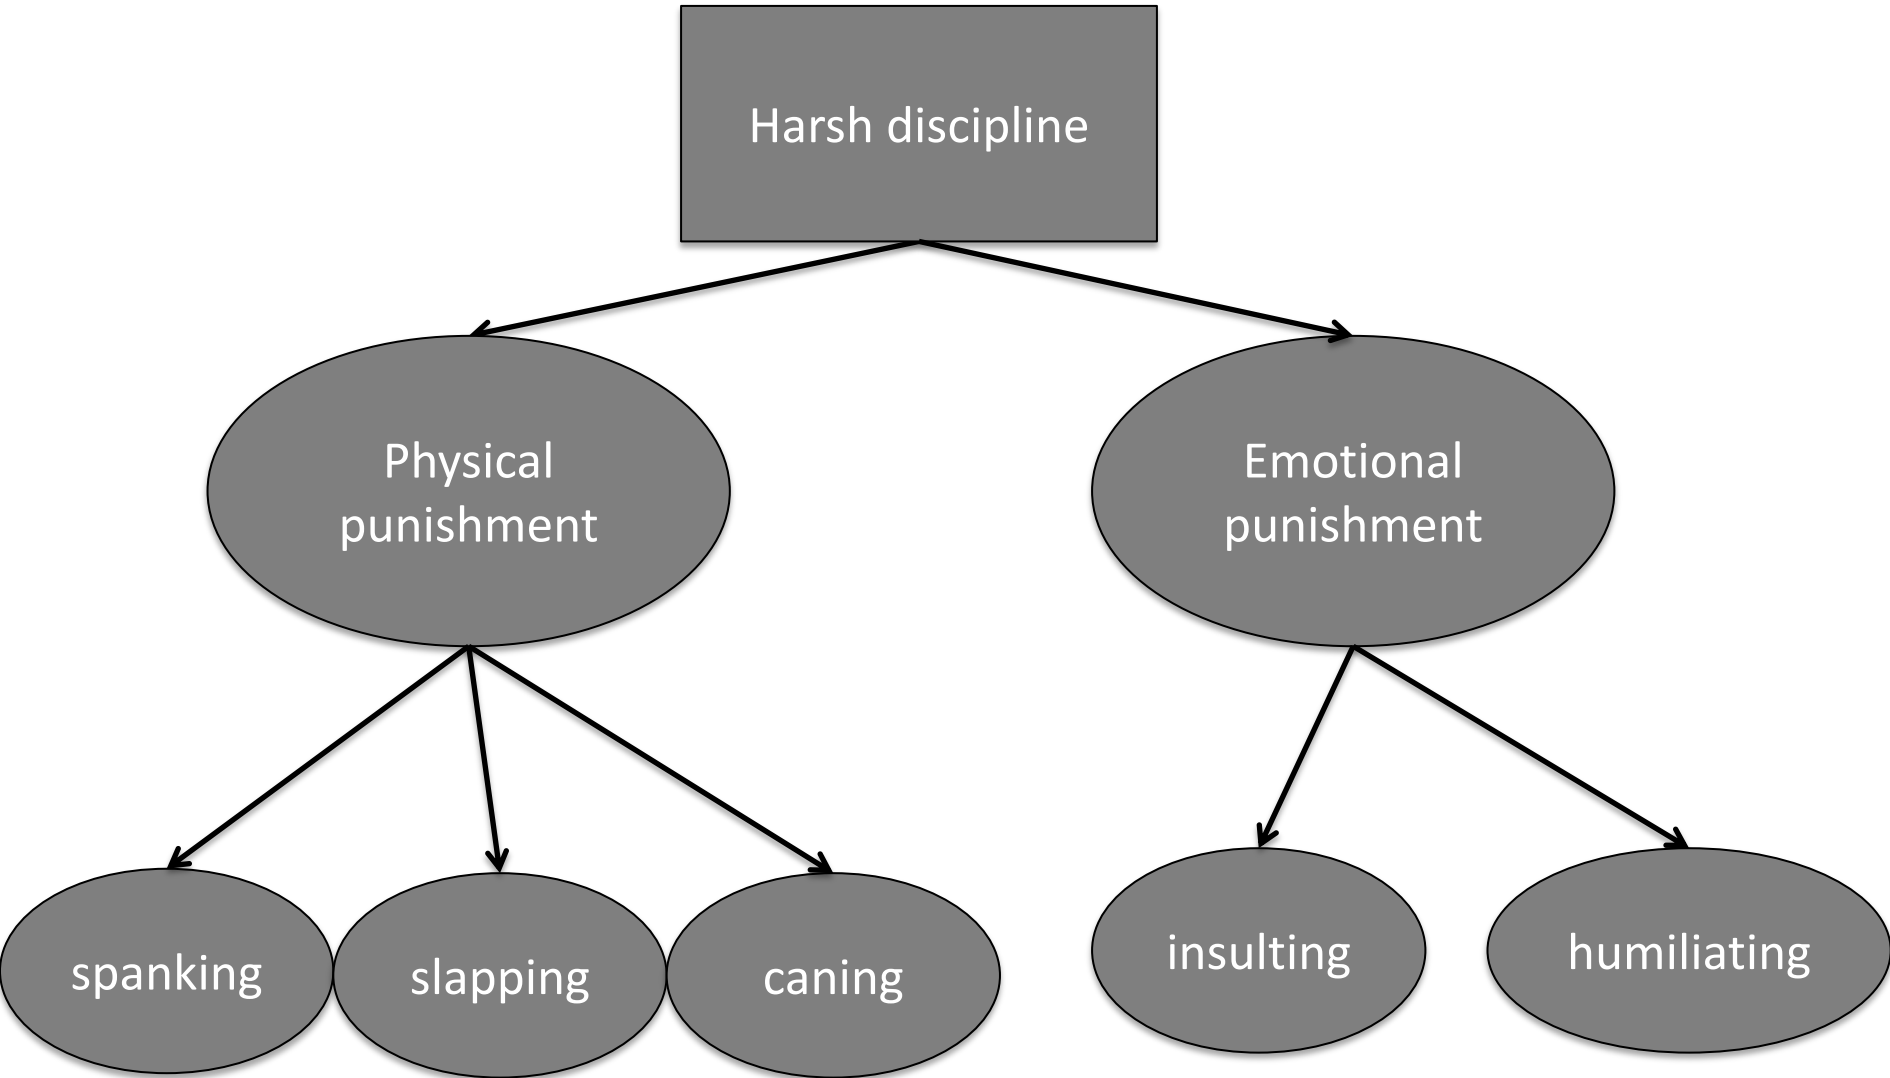 Harsh discipline
Physical
punishment
Emotional
punishment
spanking
slapping
caning
insulting
humiliating